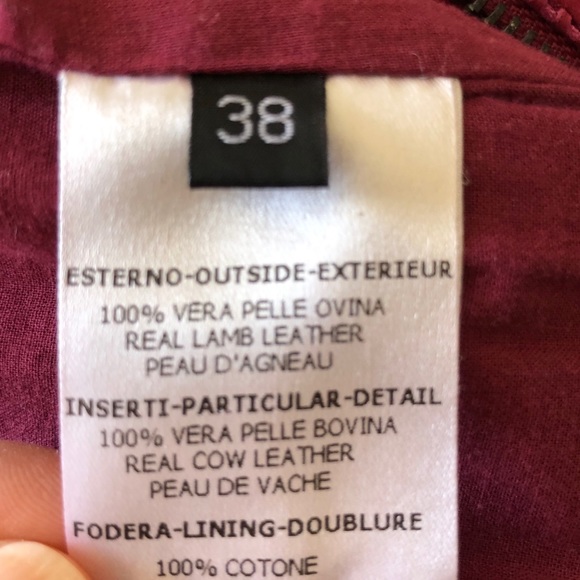 38
ESTERNO-OUTSIDE-EXTERIEUR
100% VERA PELLE OVINA
REAL LAMB LEATHER
PEAU D'AGNEAU
INSERTI-PARTICULAR-DETAIL
100% VERA PELLE BOVINA
REAL COW LEATHER
PEAU DE VACHE
FODERA-LINING-DOUBLURE
100% COTONE